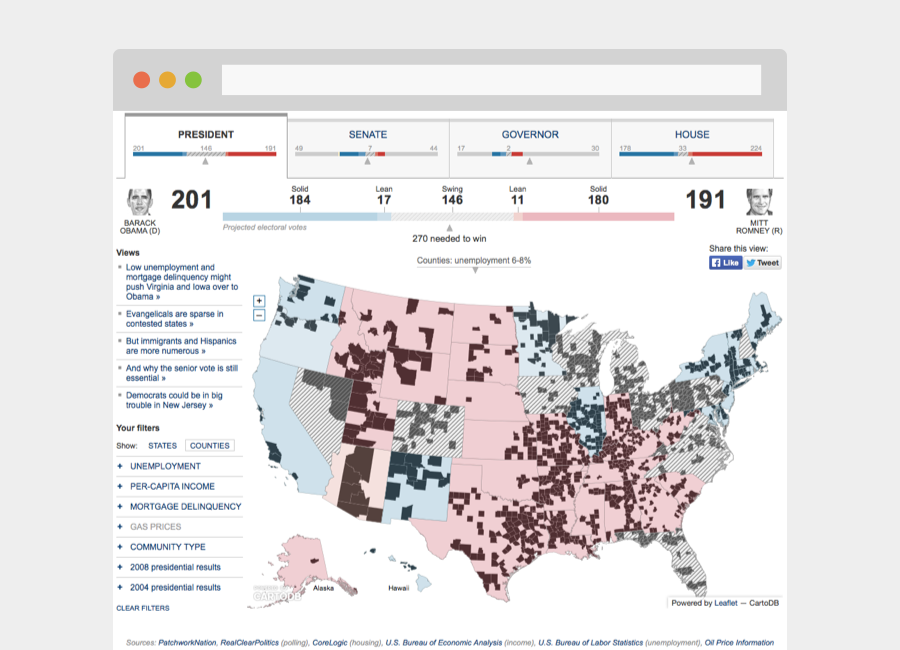 PRESIDENT
201 146 191
SENATE
49 7 44
GOVERNOR
17 2 30
HOUSE
178 33 224
BARACK
OBAMA (D)
201
Solid
184
Lean
17
Swing
146
Lean
11
Solid
180
191
MITT
ROMNEY (R)
Projected electoral votes
270 needed to win
Share this view:
Like
Tweet
Counties: unemployment 6-8%
Views
Low unemployment and
mortgage delinquency might
push Virginia and Iowa over to
Obama »
Evangelicals are sparse in
contested states »
But immigrants and Hispanics
are more numerous »
And why the senior vote is still
essential »
Democrats could be in big
trouble in New Jersey »
Your filters
Show: STATES COUNTIES
+ UNEMPLOYMENT
+ PER-CAPITA INCOME
+ MORTGAGE DELINQUENCY
+ GAS PRICES
+ COMMUNITY TYPE
+ 2008 presidential results
+ 2004 presidential results
CLEAR FILTERS
+
−
Alaska
Hawaii
CARTODB
Powered by Leaflet — CartoDB
Sources: PatchworkNation, RealClearPolitics (polling), CoreLogic (housing), U.S. Bureau of Economic Analysis (income), U.S. Bureau of Labor Statistics (unemployment), Oil Price Information